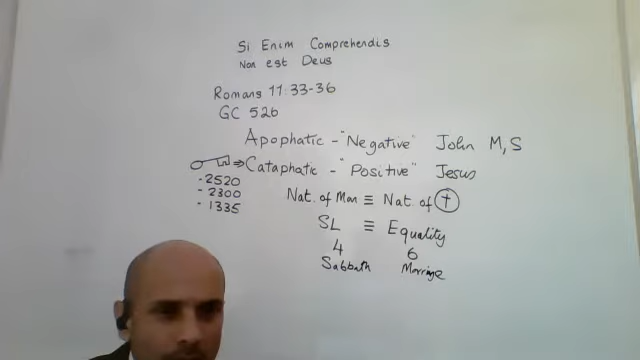 Si Enim Comprehendis
Non est Deus
Romans 11:33-36
GC 526
Apophatic - "Negative" John M, S
⇒ Cataphatic - "Positive" Jesus
- 2520
- 2300
- 1335
Nat. of Man ≡ Nat. of †
SL ≡ Equality
4 6
Sabbath Marriage